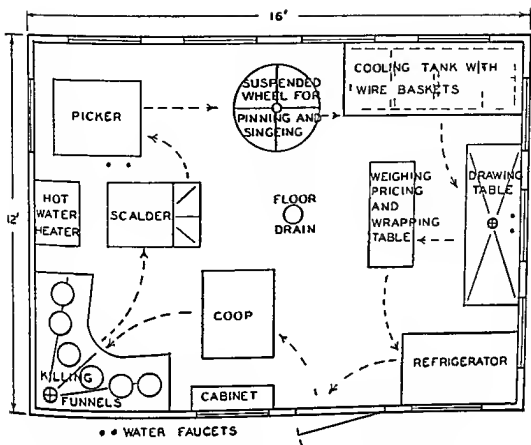 16'
SUSPENDED
WHEEL FOR
PINNING AND
SINGEING
COOLING TANK WITH
WIRE BASKETS
PICKER
12'
HOT
WATER
HEATER
SCALDER
FLOOR
DRAIN
WEIGHING
PRICING
AND
WRAPPING
TABLE
DRAWING
TABLE
COOP
KILLING
FUNNELS
CABINET
REFRIGERATOR
WATER FAUCETS